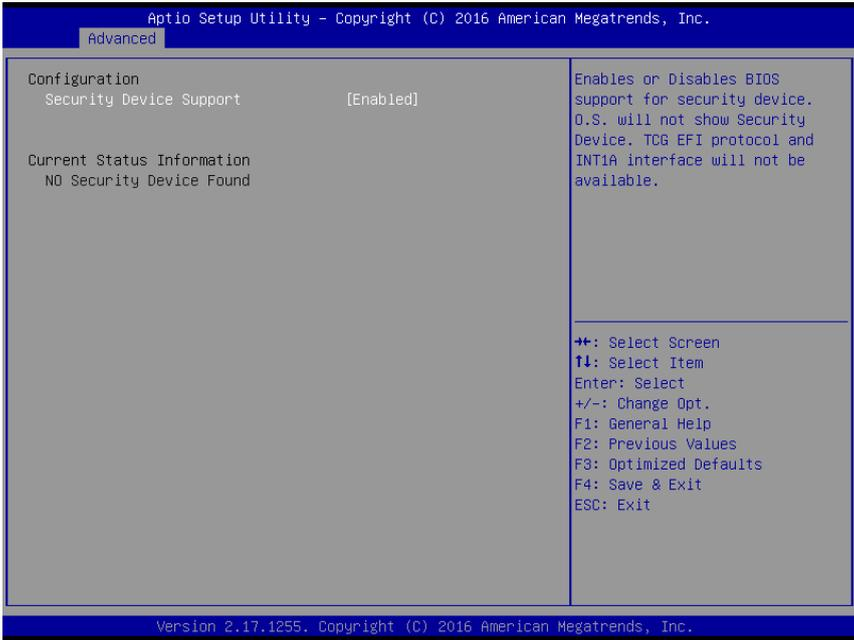 Aptio Setup Utility – Copyright (C) 2016 American Megatrends, Inc.
Advanced
Configuration
Security Device Support [Enabled]
Current Status Information
NO Security Device Found
Enables or Disables BIOS
support for security device.
O.S. will not show Security
Device. TCG EFI protocol and
INT1A interface will not be
available.
→←: Select Screen
↑↓: Select Item
Enter: Select
+/-: Change Opt.
F1: General Help
F2: Previous Values
F3: Optimized Defaults
F4: Save & Exit
ESC: Exit
Version 2.17.1255. Copyright (C) 2016 American Megatrends, Inc.